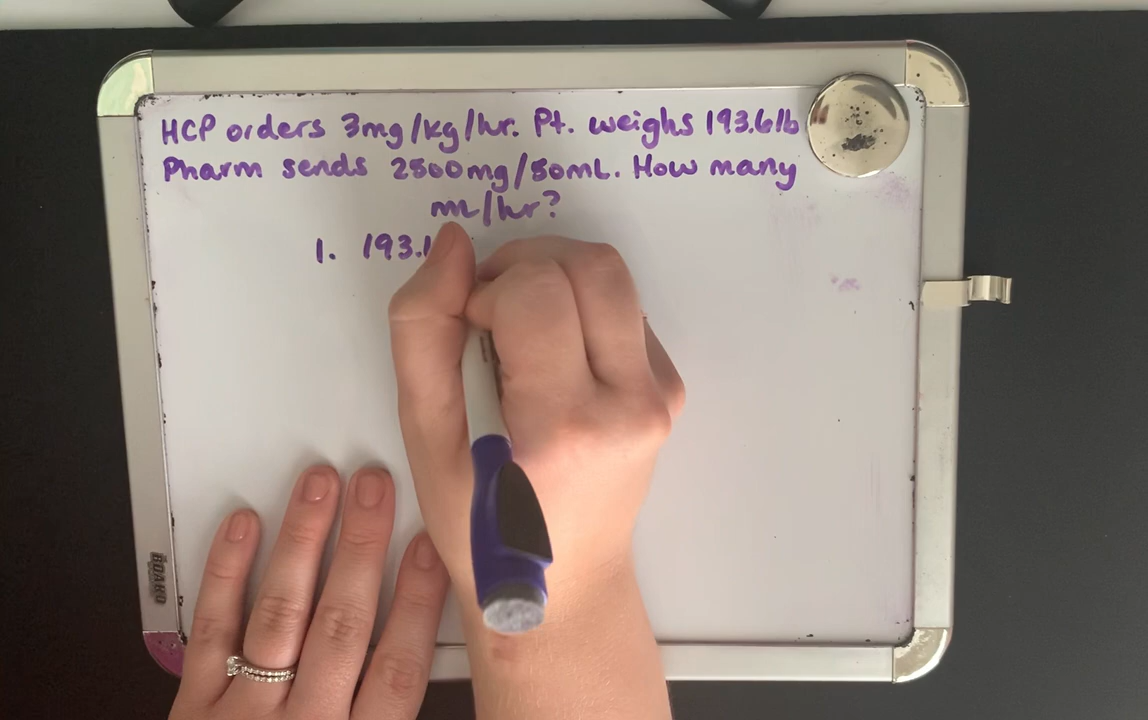 HCP orders 3mg/kg/hr. Pt. weighs 193.6lb
Pharm sends 2500mg/50mL. How many
mL/hr?
1. 193.
BOARD